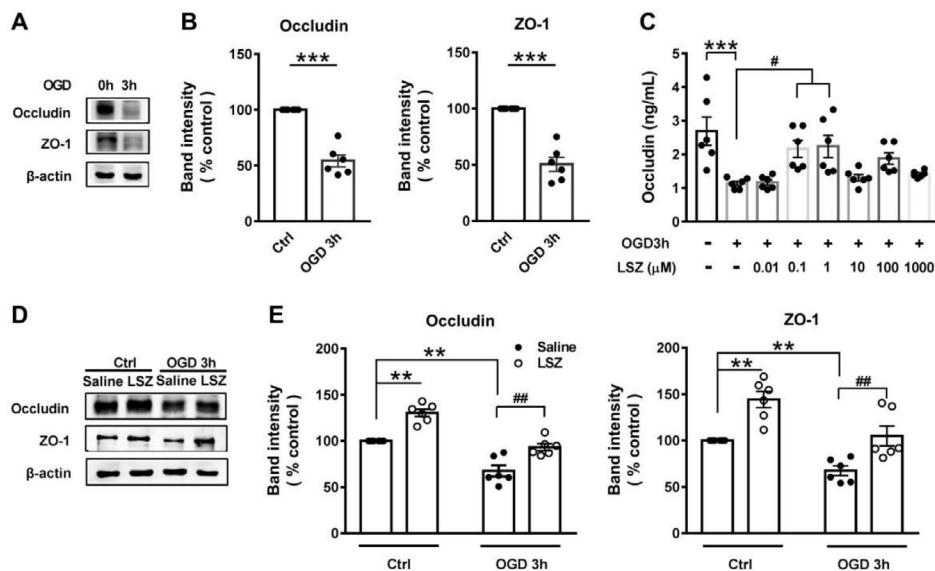 A
OGD 0h 3h
Occludin
ZO-1
β-actin
B
Occludin
***
Band intensity
( % control)
150
100
50
0
Ctrl
OGD 3h
ZO-1
***
Band intensity
( % control)
150
100
50
0
Ctrl
OGD 3h
C
Occludin (ng/mL)
5
4
3
2
1
0
***
#
OGD3h - + + + + + + +
LSZ (μM) - - 0.01 0.1 1 10 100 1000
D
Ctrl OGD 3h
Saline LSZ Saline LSZ
Occludin
ZO-1
β-actin
E
Occludin
Band intensity
( % control)
200
150
100
50
0
**
**
##
Saline
LSZ
Ctrl OGD 3h
ZO-1
Band intensity
( % control)
200
150
100
50
0
**
**
##
Ctrl OGD 3h